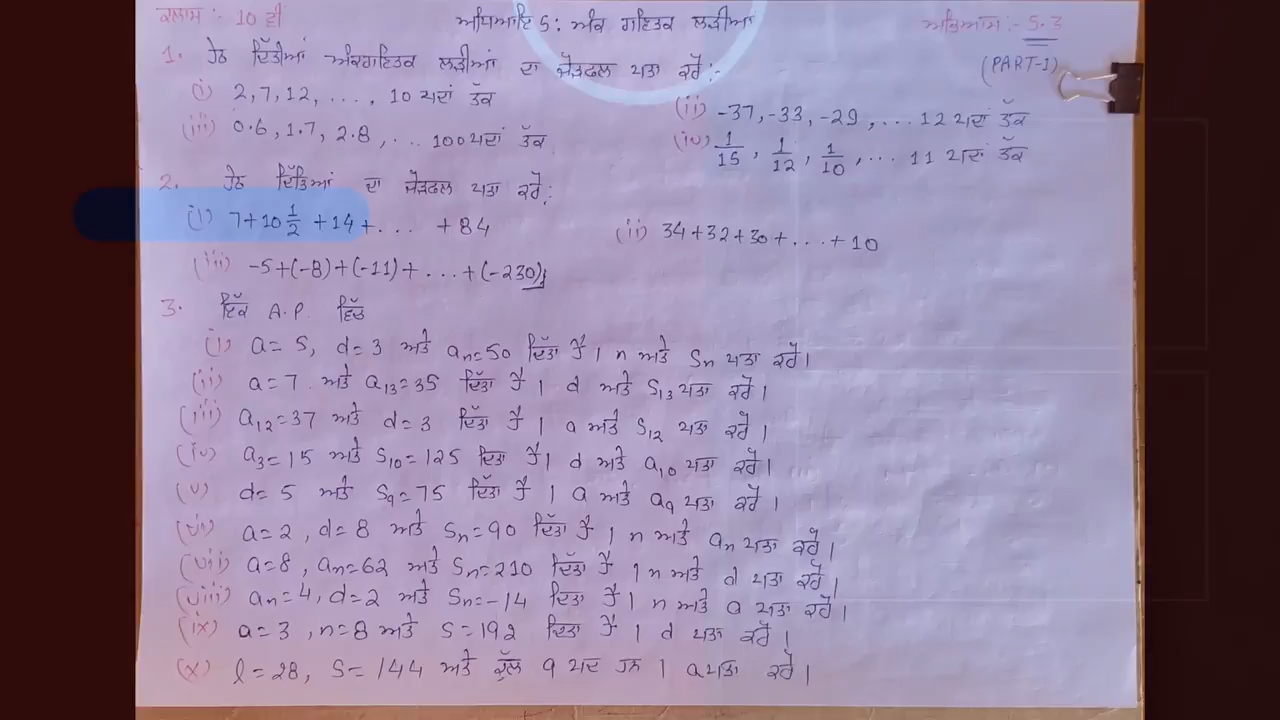 ਕਲਾਸ :- 10 ਵੀਂ ਅਧਿਆਇ 5 : ਅੰਕ ਗਣਿਤਕ ਲੜੀਆਂ ਅਭਿਆਸ :- 5.3
(PART-1)
1. ਹੇਠ ਦਿੱਤੀਆਂ ਅੰਕਗਣਿਤਕ ਲੜੀਆਂ ਦਾ ਜੋੜਫਲ ਪਤਾ ਕਰੋ:-
(i) 2, 7, 12, ...., 10 ਪਦਾਂ ਤੱਕ (ii) -37, -33, -29, ... 12 ਪਦਾਂ ਤੱਕ
(iii) 0.6, 1.7, 2.8, ... 100 ਪਦਾਂ ਤੱਕ (iv) 1/15, 1/12, 1/10, ... 11 ਪਦਾਂ ਤੱਕ
2. ਹੇਠ ਦਿੱਤਿਆਂ ਦਾ ਜੋੜਫਲ ਪਤਾ ਕਰੋ:
(i) 7 + 10 1/2 + 14 + ... + 84 (ii) 34 + 32 + 30 + ... + 10
(iii) -5 + (-8) + (-11) + ... + (-230)
3. ਇੱਕ A.P. ਵਿੱਚ
(i) a = 5, d = 3 ਅਤੇ an = 50 ਦਿੱਤਾ ਹੈ। n ਅਤੇ Sn ਪਤਾ ਕਰੋ।
(ii) a = 7 ਅਤੇ a13 = 35 ਦਿੱਤਾ ਹੈ। d ਅਤੇ S13 ਪਤਾ ਕਰੋ।
(iii) a12 = 37 ਅਤੇ d = 3 ਦਿੱਤਾ ਹੈ। a ਅਤੇ S12 ਪਤਾ ਕਰੋ।
(iv) a3 = 15 ਅਤੇ S10 = 125 ਦਿਤਾ ਹੈ। d ਅਤੇ a10 ਪਤਾ ਕਰੋ।
(v) d = 5 ਅਤੇ S9 = 75 ਦਿੱਤਾ ਹੈ। a ਅਤੇ a9 ਪਤਾ ਕਰੋ।
(vi) a = 2, d = 8 ਅਤੇ Sn = 90 ਦਿੱਤਾ ਹੈ। n ਅਤੇ an ਪਤਾ ਕਰੋ।
(vii) a = 8, an = 62 ਅਤੇ Sn = 210 ਦਿੱਤਾ ਹੈ। n ਅਤੇ d ਪਤਾ ਕਰੋ।
(viii) an = 4, d = 2 ਅਤੇ Sn = -14 ਦਿਤਾ ਹੈ। n ਅਤੇ a ਪਤਾ ਕਰੋ।
(ix) a = 3, n = 8 ਅਤੇ S = 192 ਦਿਤਾ ਹੈ। d ਪਤਾ ਕਰੋ।
(x) l = 28, S = 144 ਅਤੇ ਕੁੱਲ 9 ਪਦ ਹਨ। a ਪਤਾ ਕਰੋ।